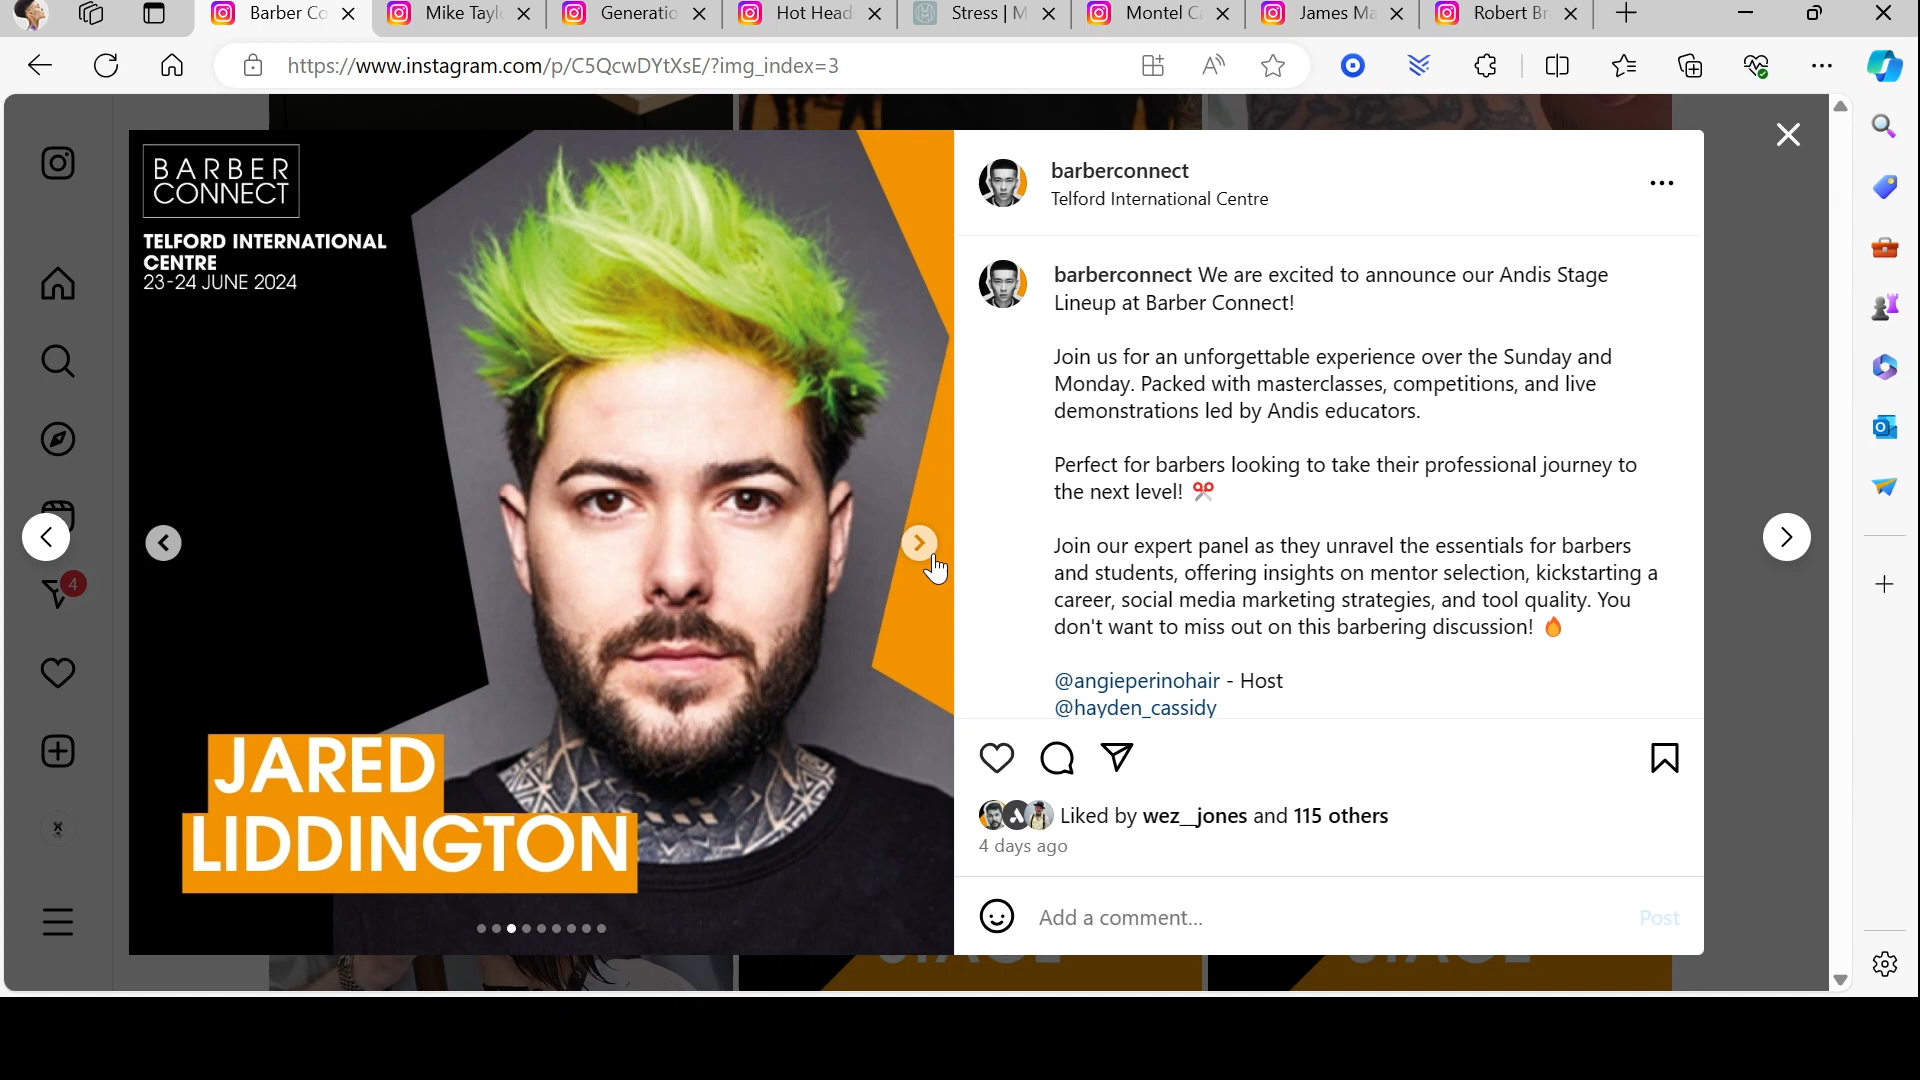 Barber Co
Mike Tayl
Generatio
Hot Head
Stress | M
Montel C
James Ma
Robert Br
https://www.instagram.com/p/C5QcwDYtXsE/?img_index=3
BARBER
CONNECT
TELFORD INTERNATIONAL
CENTRE
23-24 JUNE 2024
JARED
LIDDINGTON
4
barberconnect
Telford International Centre
barberconnect We are excited to announce our Andis Stage
Lineup at Barber Connect!
Join us for an unforgettable experience over the Sunday and
Monday. Packed with masterclasses, competitions, and live
demonstrations led by Andis educators.
Perfect for barbers looking to take their professional journey to
the next level! ✂️
Join our expert panel as they unravel the essentials for barbers
and students, offering insights on mentor selection, kickstarting a
career, social media marketing strategies, and tool quality. You
don't want to miss out on this barbering discussion! 🔥
@angieperinohair - Host
@hayden_cassidy
Liked by wez__jones and 115 others
4 days ago
Add a comment...
Post